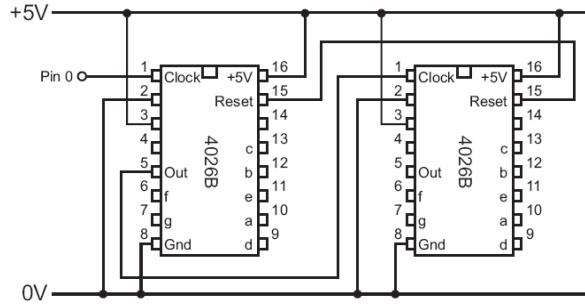 +5V
Pin 0
1 Clock +5V 16
2 Reset 15
3 14
4 c 13
5 Out b 12
6 f e 11
7 g a 10
8 Gnd d 9
4026B
1 Clock +5V 16
2 Reset 15
3 14
4 c 13
5 Out b 12
6 f e 11
7 g a 10
8 Gnd d 9
4026B
0V